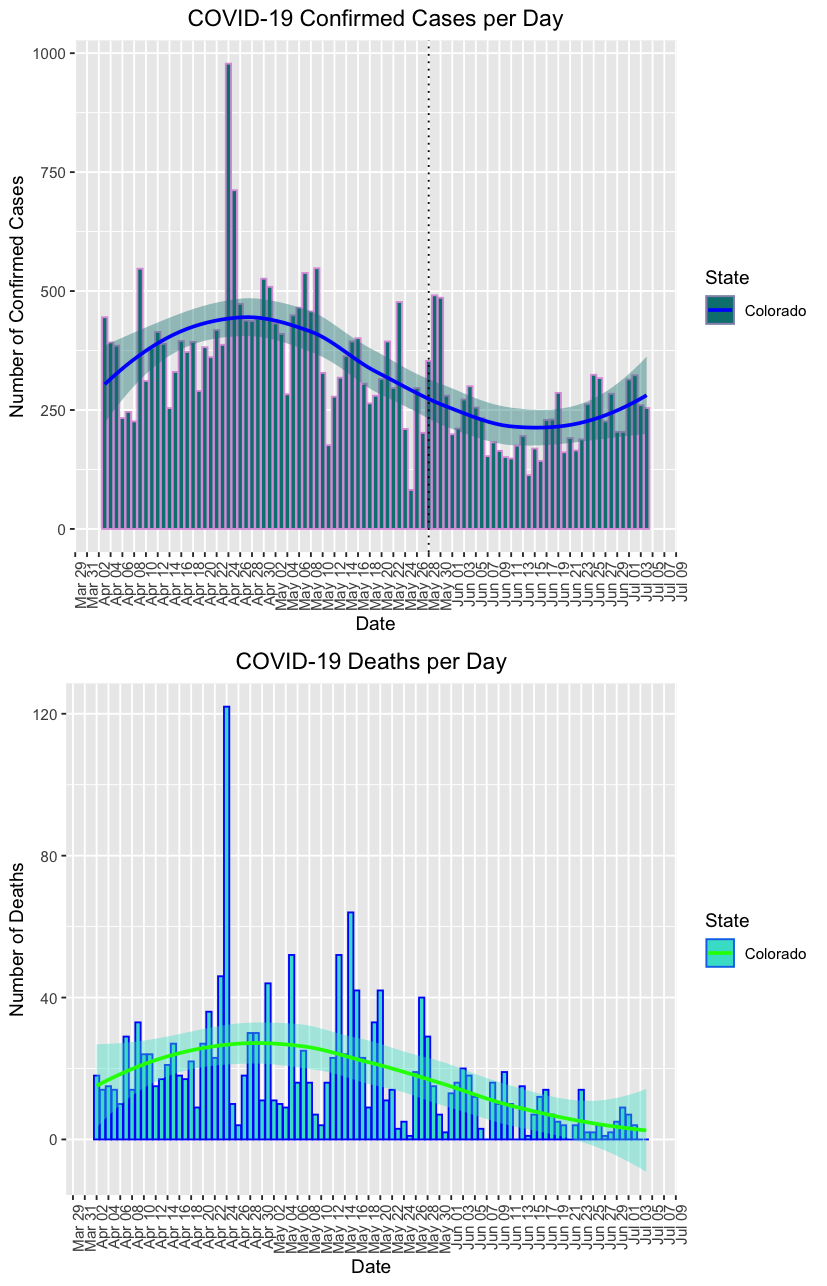 COVID-19 Confirmed Cases per Day
Number of Confirmed Cases
1000
750
500
250
0
Mar 29
Mar 31
Apr 02
Apr 04
Apr 06
Apr 08
Apr 10
Apr 12
Apr 14
Apr 16
Apr 18
Apr 20
Apr 22
Apr 24
Apr 26
Apr 28
Apr 30
May 02
May 04
May 06
May 08
May 10
May 12
May 14
May 16
May 18
May 20
May 22
May 24
May 26
May 28
May 30
Jun 01
Jun 03
Jun 05
Jun 07
Jun 09
Jun 11
Jun 13
Jun 15
Jun 17
Jun 19
Jun 21
Jun 23
Jun 25
Jun 27
Jun 29
Jul 01
Jul 03
Jul 05
Jul 07
Jul 09
Date
State
Colorado
COVID-19 Deaths per Day
Number of Deaths
120
80
40
0
Mar 29
Mar 31
Apr 02
Apr 04
Apr 06
Apr 08
Apr 10
Apr 12
Apr 14
Apr 16
Apr 18
Apr 20
Apr 22
Apr 24
Apr 26
Apr 28
Apr 30
May 02
May 04
May 06
May 08
May 10
May 12
May 14
May 16
May 18
May 20
May 22
May 24
May 26
May 28
May 30
Jun 01
Jun 03
Jun 05
Jun 07
Jun 09
Jun 11
Jun 13
Jun 15
Jun 17
Jun 19
Jun 21
Jun 23
Jun 25
Jun 27
Jun 29
Jul 01
Jul 03
Jul 05
Jul 07
Jul 09
Date
State
Colorado